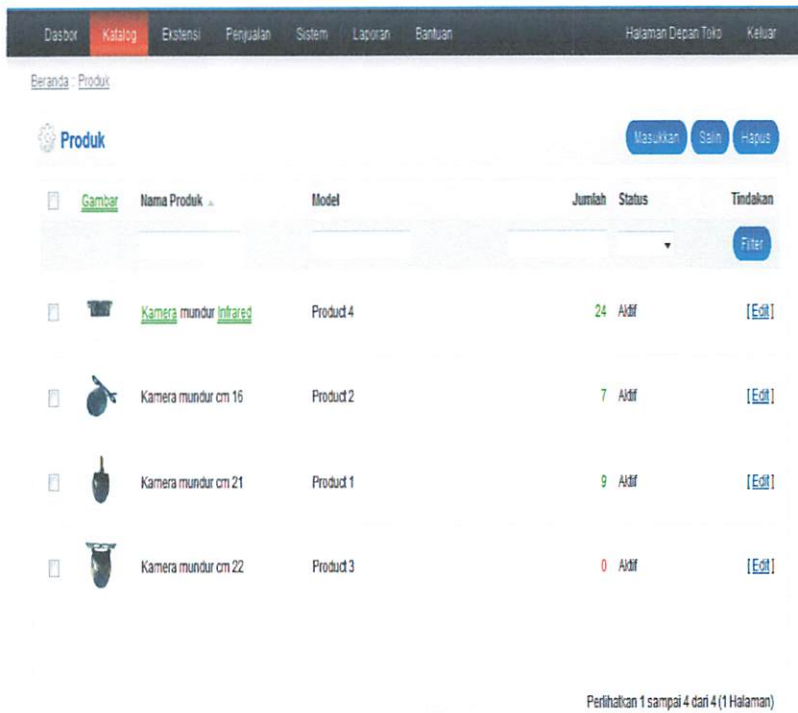 Dasbor Katalog Ekstensi Penjualan Sistem Laporan Bantuan Halaman Depan Toko Keluar
Beranda :: Produk
Produk Masukkan Salin Hapus
Gambar Nama Produk Model Jumlah Status Tindakan
Filter
Kamera mundur Infrared Product 4 24 Aktif [ Edit ]
Kamera mundur cm 16 Product 2 7 Aktif [ Edit ]
Kamera mundur cm 21 Product 1 9 Aktif [ Edit ]
Kamera mundur cm 22 Product 3 0 Aktif [ Edit ]
Perlihatkan 1 sampai 4 dari 4 (1 Halaman)